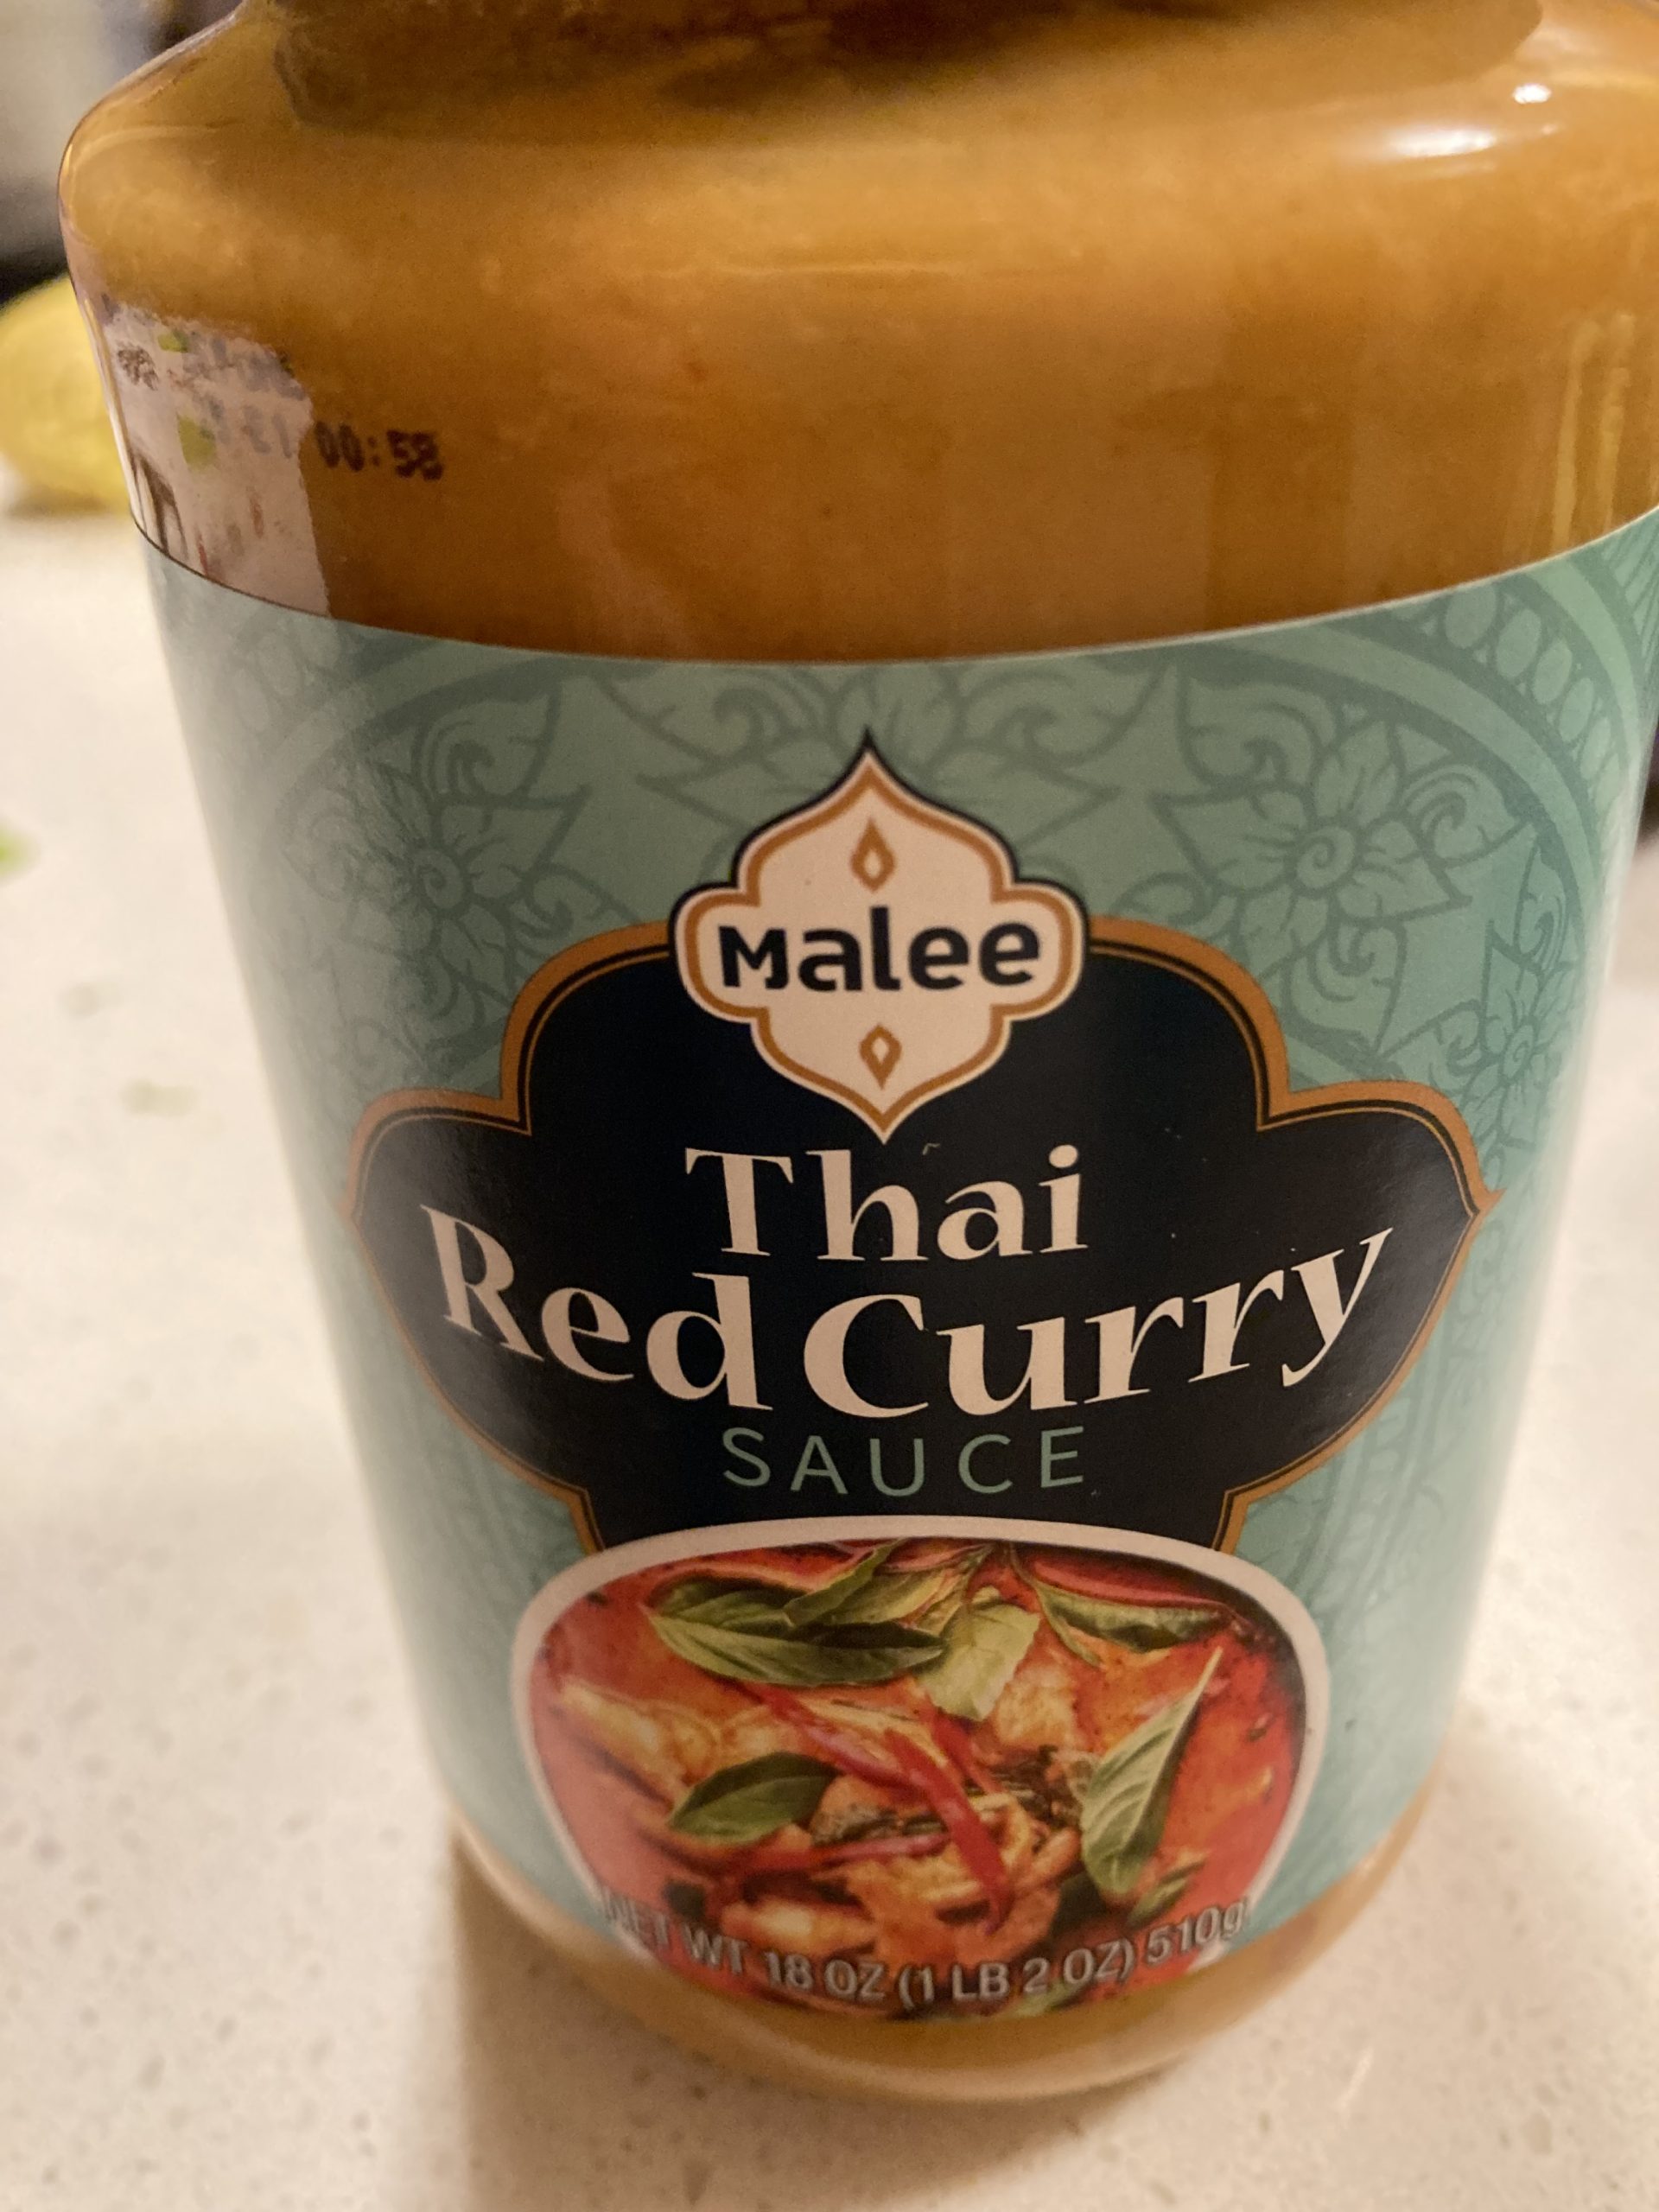 00:58
Malee
Thai
Red Curry
SAUCE
NET WT 18 OZ (1 LB 2 OZ) 510g